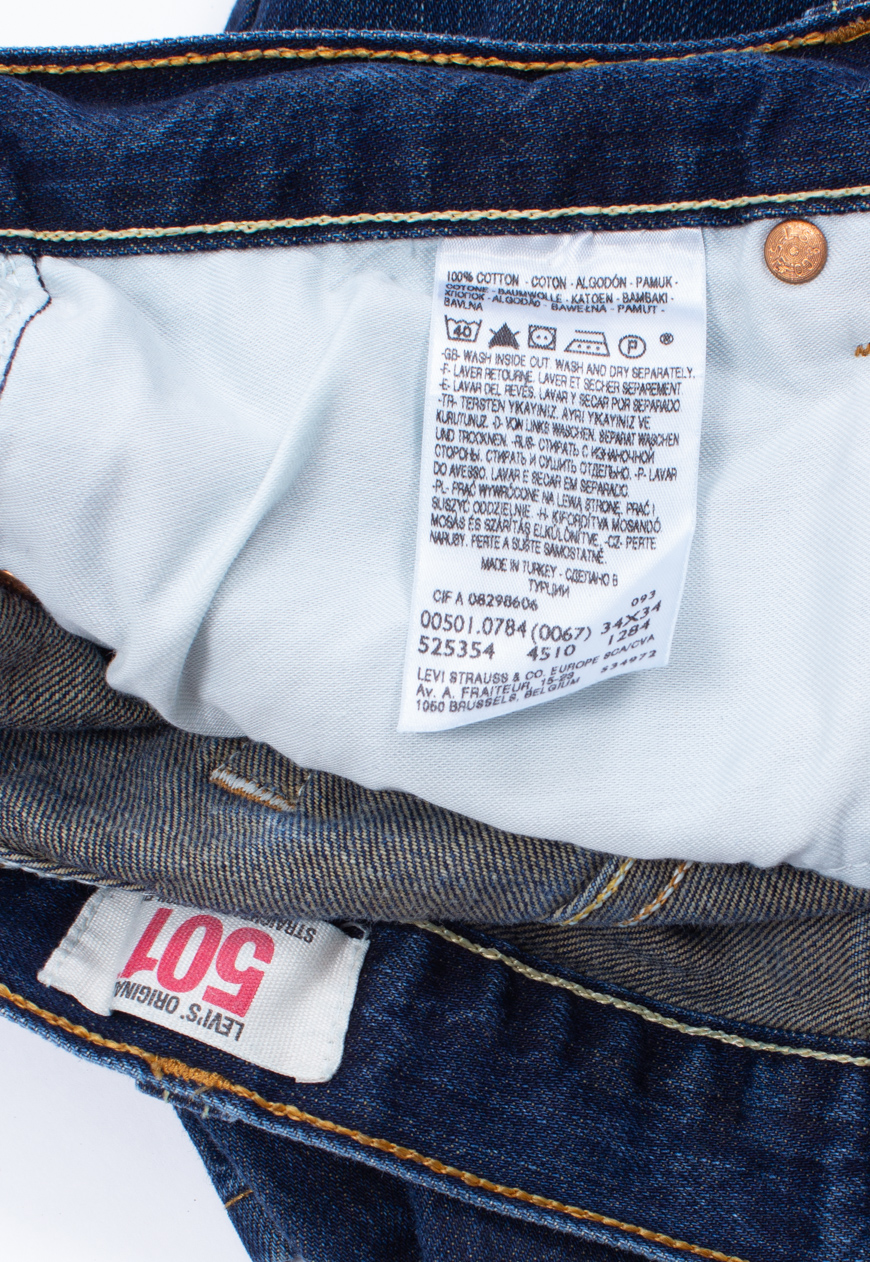 100% COTTON - COTON - ALGODÓN - PAMUK -
COTONE - BAUMWOLLE - KATOEN - BAMBAKI -
ХЛОПОК - ALGODÃO - BAWEŁNA - PAMUT -
BAVLNA
40 P ®
-GB- WASH INSIDE OUT. WASH AND DRY SEPARATELY.
-F- LAVER RETOURNE. LAVER ET SECHER SEPAREMENT
-E- LAVAR DEL REVÉS. LAVAR Y SECAR POR SEPARADO
-TR- TERSTEN YIKAYINIZ. AYRI YIKAYINIZ VE
KURUTUNUZ. -D- VON LINKS WASCHEN. SEPARAT WASCHEN
UND TROCKNEN. -RUS- СТИРАТЬ С ИЗНАНОЧНОЙ
СТОРОНЫ. СТИРАТЬ И СУШИТЬ ОТДЕЛЬНО. -P- LAVAR
DO AVESSO. LAVAR E SECAR EM SEPARADO.
-PL- PRAĆ WYWRÓCONE NA LEWĄ STRONĘ. PRAĆ I
SUSZYĆ ODDZIELNIE. -H- KIFORDÍTVA MOSANDÓ.
MOSÁS ÉS SZÁRÍTÁS ELKÜLÖNÍTVE. -CZ- PERTE
NARUBY. PERTE A SUŠTE SAMOSTATNĚ.
MADE IN TURKEY - СДЕЛАНО В
ТУРЦИИ
CIF A 08298606 093
00501.0784 (0067) 34X34
525354 4510 1284
LEVI STRAUSS & CO. EUROPE SCA/CVA
Av. A. FRAITEUR, 15-23 534972
1050 BRUSSELS, BELGIUM
LEVI'S® ORIGINA
501
STRAI